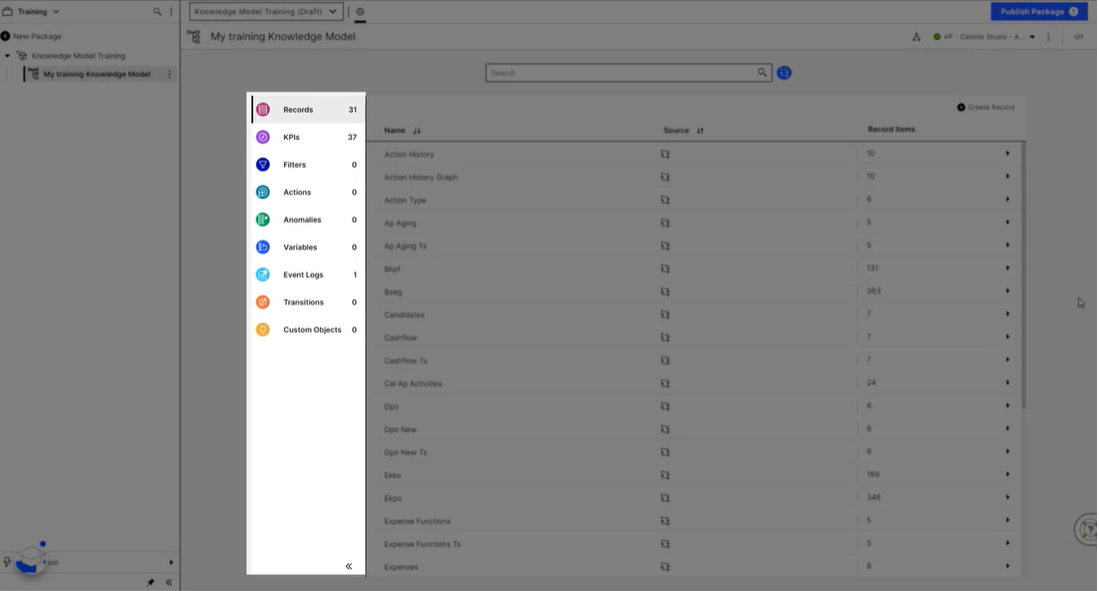 Training
Knowledge Model Training (Draft)
Publish Package 1
New Package
My training Knowledge Model
AP - Celonis Studio - A...
Knowledge Model Training
My training Knowledge Model
Search
Records 31
KPIs 37
Filters 0
Actions 0
Anomalies 0
Variables 0
Event Logs 1
Transitions 0
Custom Objects 0
Create Record
Name Source Record Items
Action History 10
Action History Graph 10
Action Type 6
Ap Aging 5
Ap Aging Ts 5
Bkpf 131
Bseg 363
Candidates 7
Cashflow 7
Cashflow Ts 7
Cel Ap Activities 24
Dpo 6
Dpo New 6
Dpo New Ts 6
Ekko 189
Ekpo 346
Expense Functions 5
Expense Functions Ts 5
Expenses 6